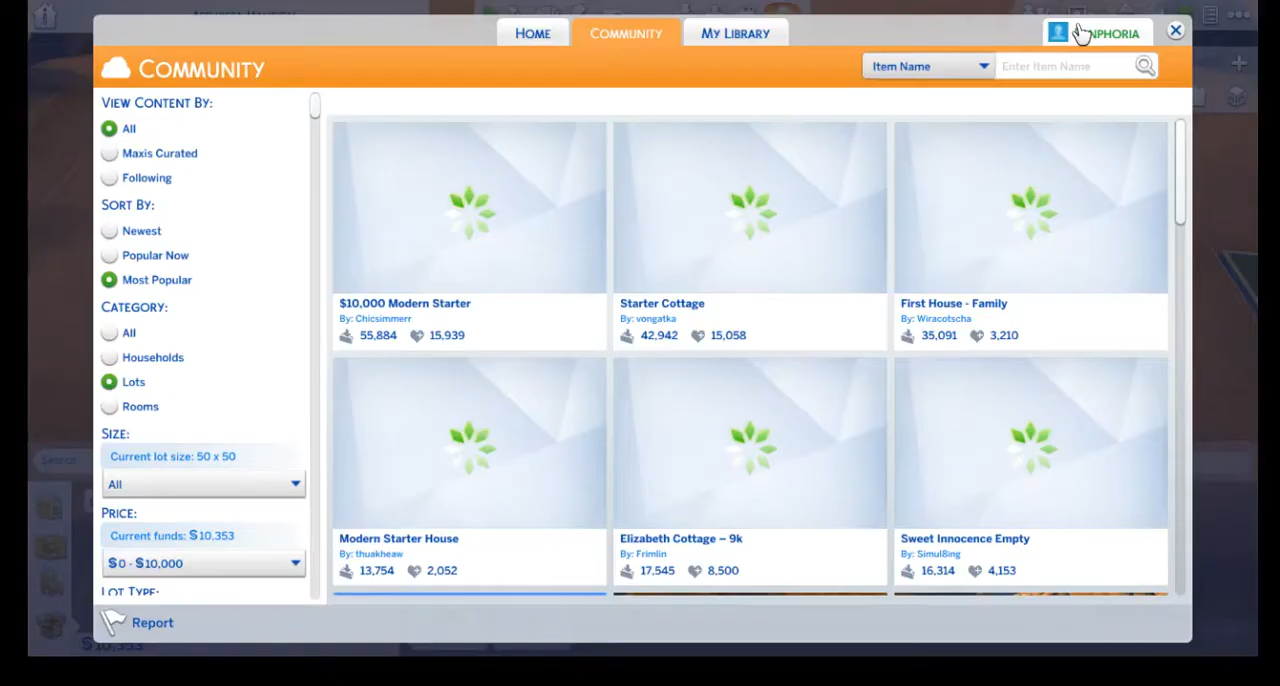 HOME
COMMUNITY
MY LIBRARY
NPHORIA
COMMUNITY
Item Name
Enter Item Name
VIEW CONTENT BY:
All
Maxis Curated
Following
SORT BY:
Newest
Popular Now
Most Popular
CATEGORY:
All
Households
Lots
Rooms
SIZE:
Current lot size: 50 x 50
All
PRICE:
Current funds: $10,353
$0 - $10,000
LOT TYPE:
$10,000 Modern Starter
By: Chicsimmerr
55,884 15,939
Starter Cottage
By: vongatka
42,942 15,058
First House - Family
By: Wiracotscha
35,091 3,210
Modern Starter House
By: thuakheaw
13,754 2,052
Elizabeth Cottage – 9k
By: Frimlin
17,545 8,500
Sweet Innocence Empty
By: Simul8ing
16,314 4,153
Report
Search
$10,353